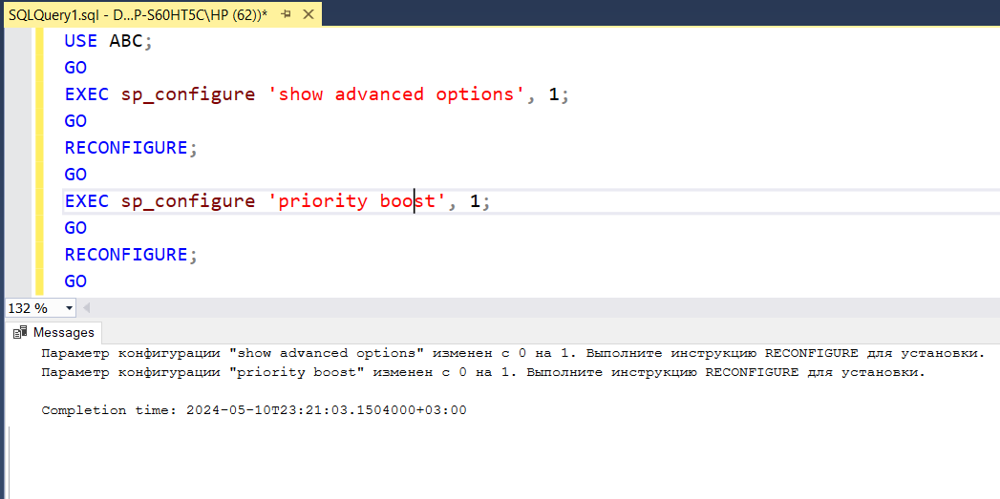 SQLQuery1.sql - D...P-S60HT5C\HP (62))*
USE ABC;
GO
EXEC sp_configure 'show advanced options', 1;
GO
RECONFIGURE;
GO
EXEC sp_configure 'priority boost', 1;
GO
RECONFIGURE;
GO
132 %
Messages
Параметр конфигурации "show advanced options" изменен с 0 на 1. Выполните инструкцию RECONFIGURE для установки.
Параметр конфигурации "priority boost" изменен с 0 на 1. Выполните инструкцию RECONFIGURE для установки.
Completion time: 2024-05-10T23:21:03.1504000+03:00